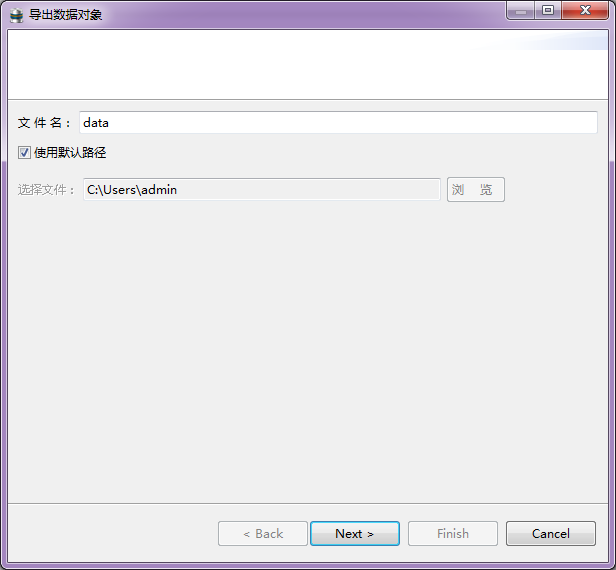 导出数据对象
文 件 名： data
使用默认路径
选择文件： C:\Users\admin 浏 览
< Back Next > Finish Cancel